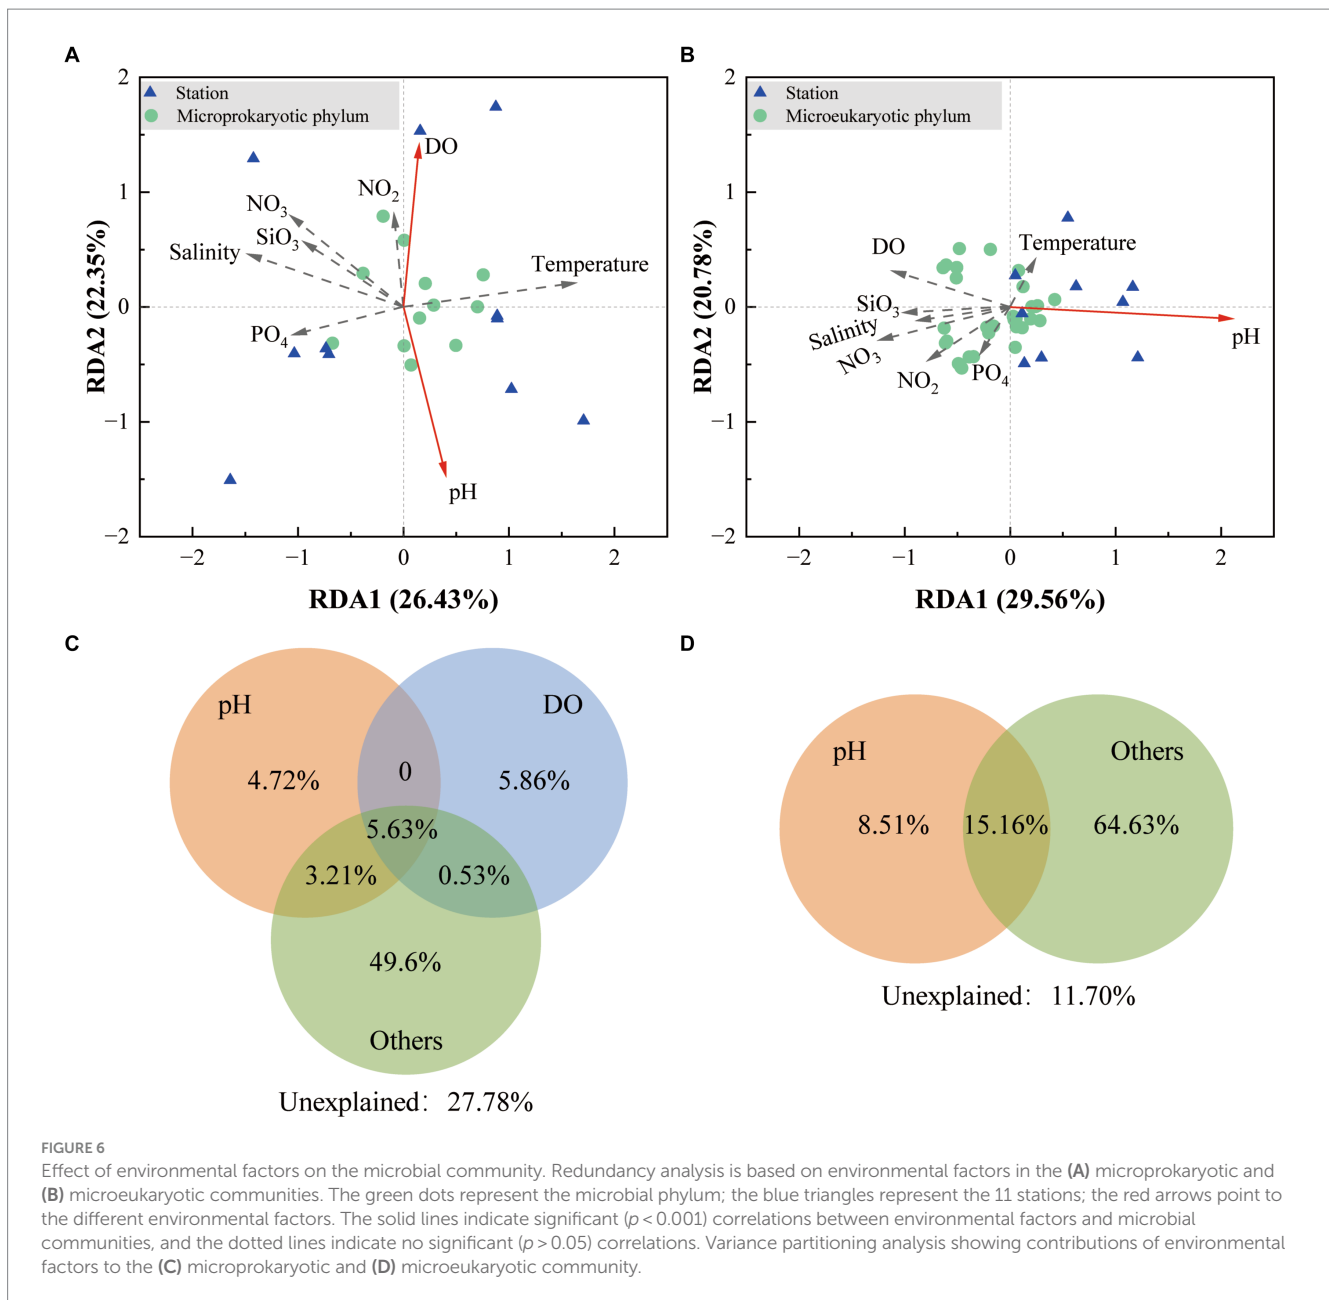 A
Station
Microprokaryotic phylum
2
1
0
−1
−2
−2
−1
0
1
2
RDA2 (22.35%)
RDA1 (26.43%)
DO
NO2
NO3
SiO3
Salinity
PO4
Temperature
pH
B
Station
Microeukaryotic phylum
2
1
0
−1
−2
−2
−1
0
1
2
RDA2 (20.78%)
RDA1 (29.56%)
Temperature
DO
SiO3
Salinity
NO3
NO2
PO4
pH
C
pH
DO
4.72%
0
5.86%
5.63%
3.21%
0.53%
49.6%
Others
Unexplained: 27.78%
D
pH
Others
8.51%
15.16%
64.63%
Unexplained: 11.70%
FIGURE 6
Effect of environmental factors on the microbial community. Redundancy analysis is based on environmental factors in the (A) microprokaryotic and
(B) microeukaryotic communities. The green dots represent the microbial phylum; the blue triangles represent the 11 stations; the red arrows point to
the different environmental factors. The solid lines indicate significant (p < 0.001) correlations between environmental factors and microbial
communities, and the dotted lines indicate no significant (p > 0.05) correlations. Variance partitioning analysis showing contributions of environmental
factors to the (C) microprokaryotic and (D) microeukaryotic community.